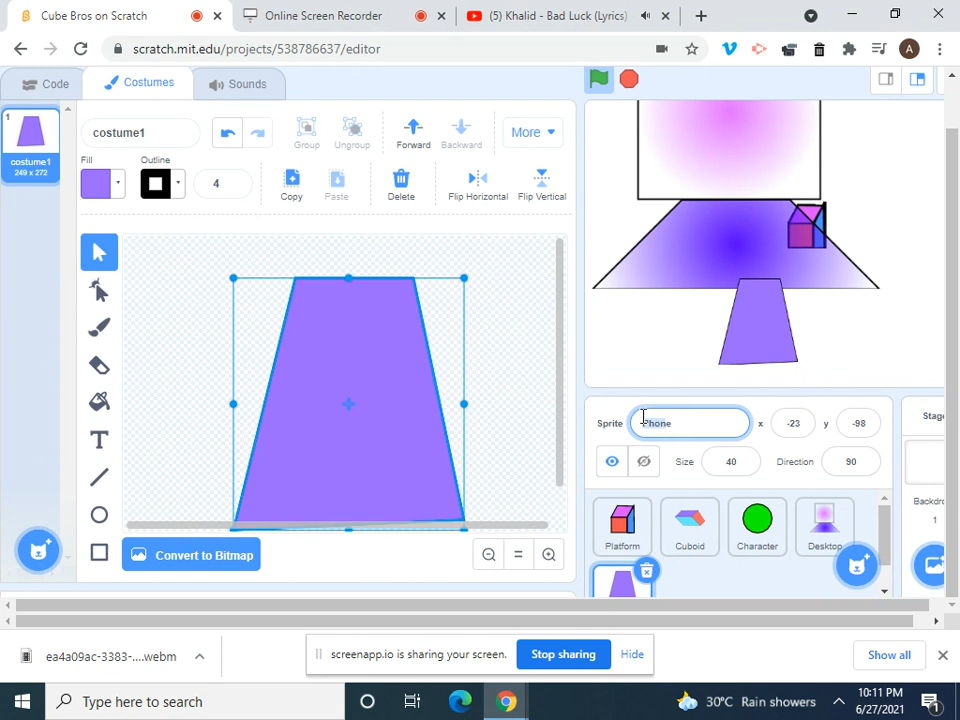 Cube Bros on Scratch
Online Screen Recorder
(5) Khalid - Bad Luck (Lyrics)
scratch.mit.edu/projects/538786637/editor
A
Code
Costumes
Sounds
1
costume1
249 x 272
costume1
Group
Ungroup
Forward
Backward
More
Fill
Outline
4
Copy
Paste
Delete
Flip Horizontal
Flip Vertical
Convert to Bitmap
Sprite
Phone
x
-23
y
-98
Size
40
Direction
90
Stage
Platform
Cuboid
Character
Desktop
Backdro
1
ea4a09ac-3383-....webm
screenapp.io is sharing your screen.
Stop sharing
Hide
Show all
Type here to search
30°C Rain showers
10:11 PM
6/27/2021
1